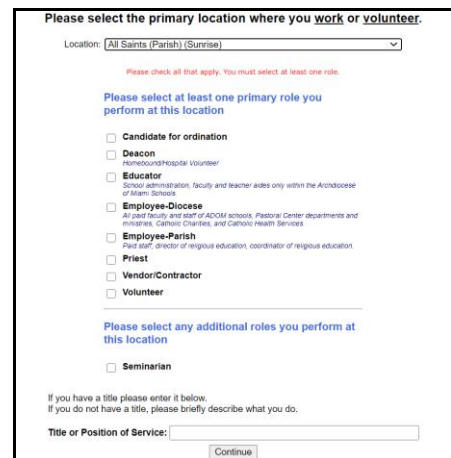 Please select the primary location where you work or volunteer.
Location: All Saints (Parish) (Sunrise)
Please check all that apply. You must select at least one role.
Please select at least one primary role you
perform at this location
Candidate for ordination
Deacon
Homebound/Hospital Volunteer
Educator
School administration, faculty and teacher aides only within the Archdiocese
of Miami Schools.
Employee-Diocese
All paid faculty and staff of ADOM schools, Pastoral Center departments and
ministries, Catholic Charities, and Catholic Health Services.
Employee-Parish
Paid staff, director of religious education, coordinator of religious education.
Priest
Vendor/Contractor
Volunteer
Please select any additional roles you perform at
this location
Seminarian
If you have a title please enter it below.
If you do not have a title, please briefly describe what you do.
Title or Position of Service:
Continue